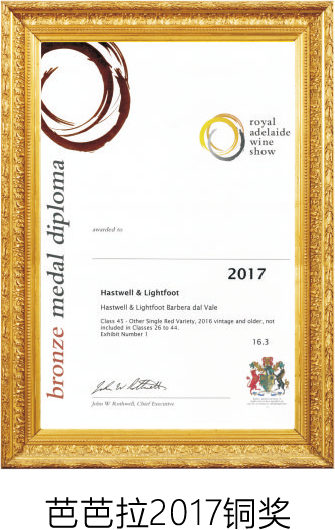 royal
adelaide
wine
show
bronze medal diploma
awarded to
2017
Hastwell & Lightfoot
Hastwell & Lightfoot Barbera dal Vale
Class 45 - Other Single Red Variety, 2016 vintage and older, not
included in Classes 26 to 44.
Exhibit Number 1
16.3
John W Rothwell, Chief Executive
芭芭拉2017铜奖